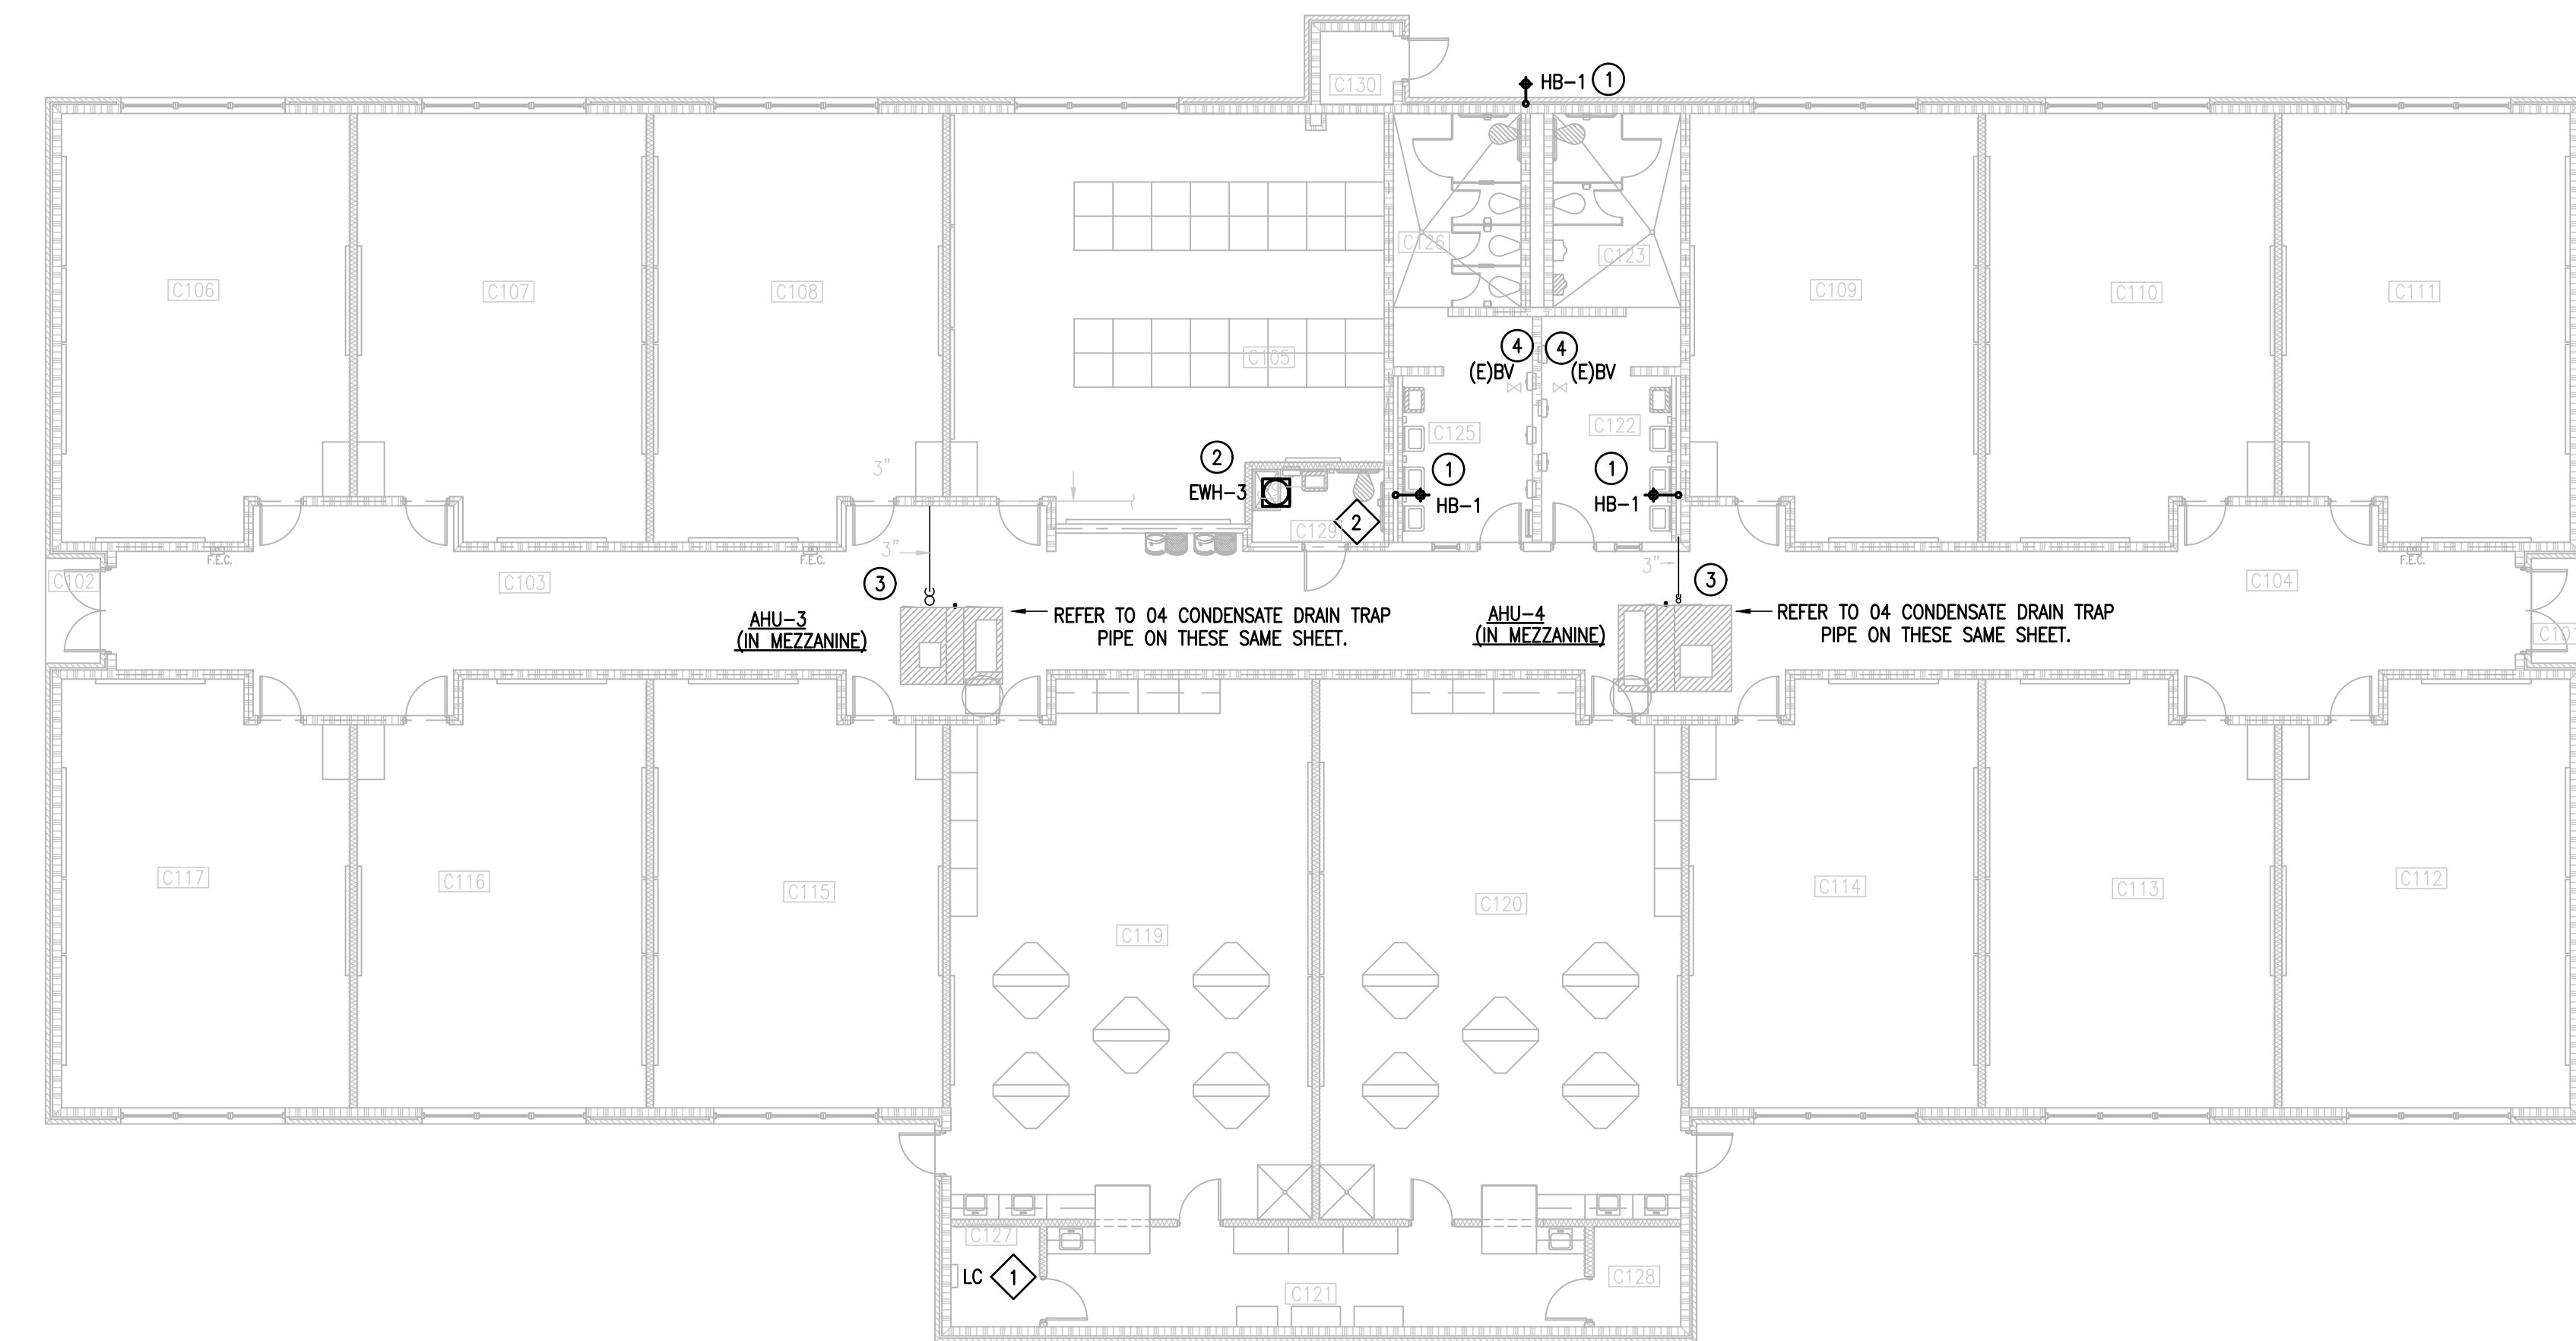 C130
HB-1 1
C106
C107
C108
C105
C126
C123
C109
C110
C111
4 4
(E)BV (E)BV
C125
C122
3"
2
EWH-3
1
HB-1
1
HB-1
2
C129
F.E.C.
F.E.C.
F.E.C.
3"
3"
C102
C103
3
3
C104
AHU-3
(IN MEZZANINE)
REFER TO 04 CONDENSATE DRAIN TRAP
PIPE ON THESE SAME SHEET.
AHU-4
(IN MEZZANINE)
REFER TO 04 CONDENSATE DRAIN TRAP
PIPE ON THESE SAME SHEET.
C117
C116
C115
C119
C120
C114
C113
C112
C127
LC 1
C121
C128